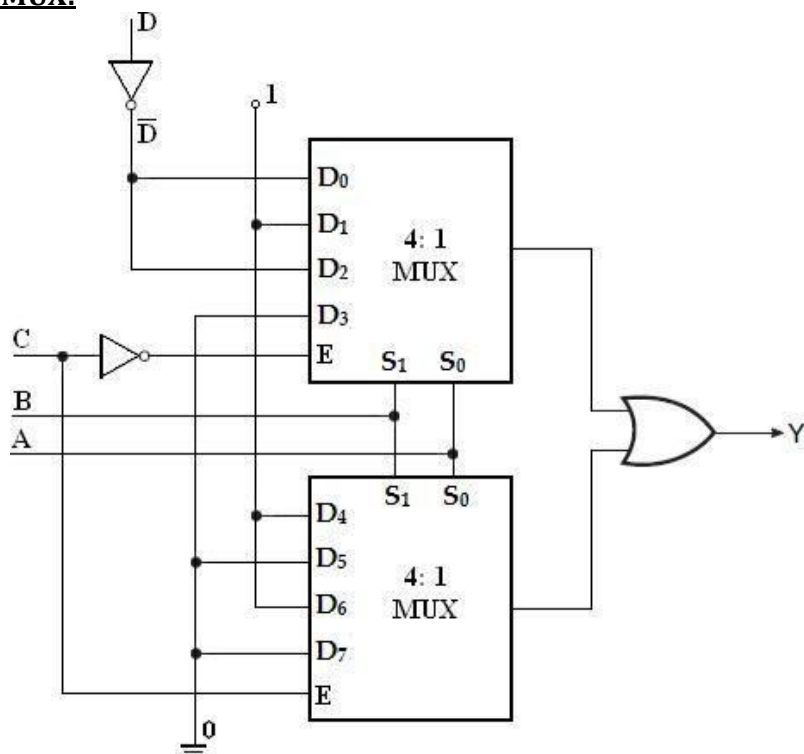 MUX:
D
D̅
1
D₀
D₁
4: 1
D₂
MUX
D₃
C
E
S₁ S₀
B
A
Y
S₁ S₀
D₄
D₅
4: 1
D₆
MUX
D₇
E
0